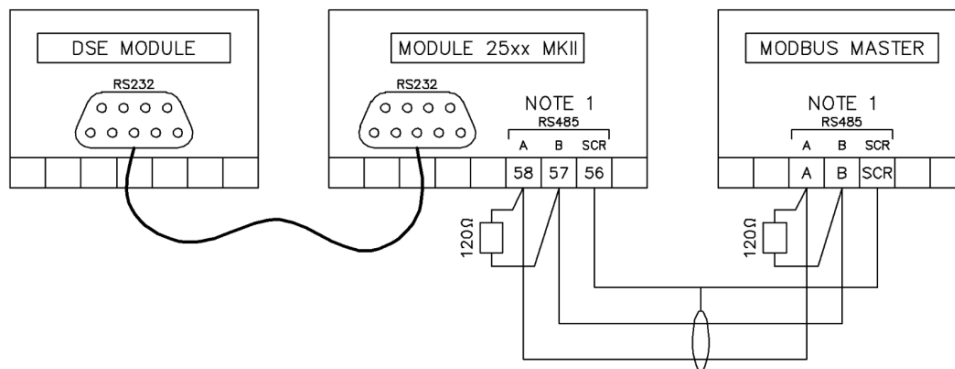 DSE MODULE
RS232
MODULE 25xx MKII
RS232
NOTE 1
RS485
A B SCR
58 57 56
120Ω
MODBUS MASTER
NOTE 1
RS485
A B SCR
A B SCR
120Ω